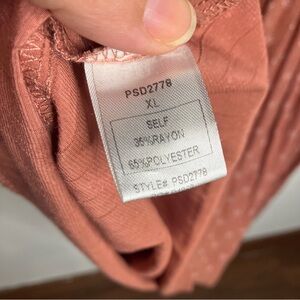 PSD2778
XL
SELF
35%RAYON
65%POLYESTER
STYLE# PSD2778